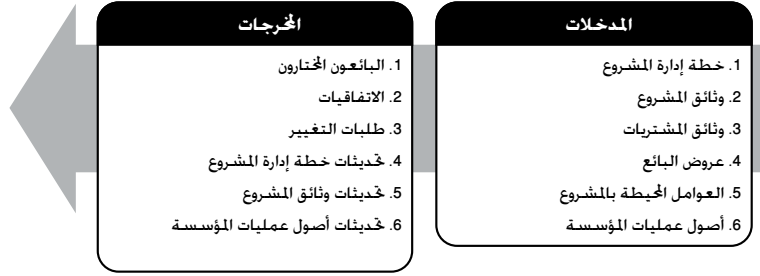 المدخلات
1. خطة إدارة المشروع
2. وثائق المشروع
3. وثائق المشتريات
4. عروض البائع
5. العوامل المحيطة بالمشروع
6. أصول عمليات المؤسسة
المخرجات
1. البائعون المختارون
2. الاتفاقيات
3. طلبات التغيير
4. تحديثات خطة إدارة المشروع
5. تحديثات وثائق المشروع
6. تحديثات أصول عمليات المؤسسة